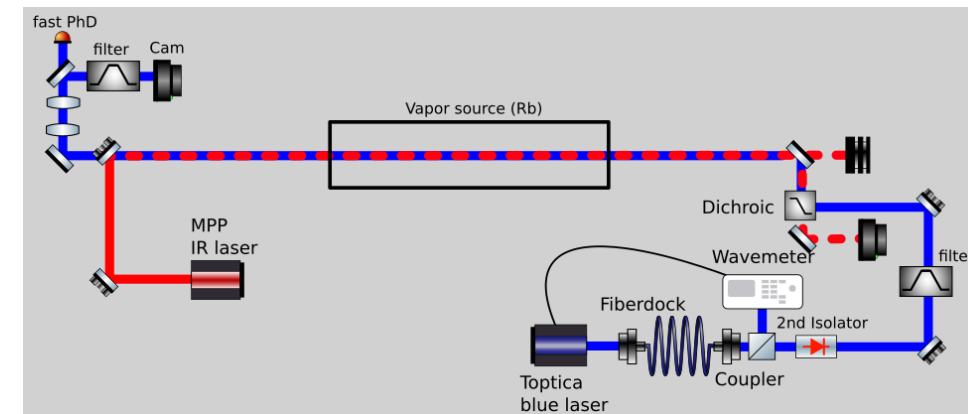 fast PhD
filter
Cam
Vapor source (Rb)
MPP
IR laser
Dichroic
Wavemeter
filte
Fiberdock
2nd Isolator
Toptica
blue laser
Coupler